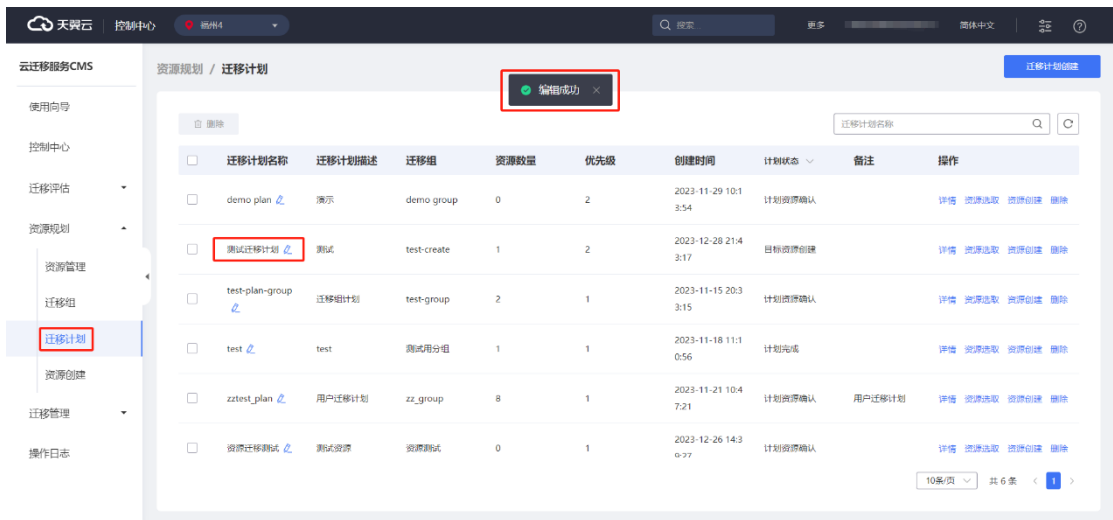 天翼云 控制中心 福州4 搜索... 更多 简体中文
云迁移服务CMS
使用向导
控制中心
迁移评估
资源规划
资源管理
迁移组
迁移计划
资源创建
迁移管理
操作日志
资源规划 / 迁移计划
编辑成功
迁移计划创建
删除 迁移计划名称
迁移计划名称 迁移计划描述 迁移组 资源数量 优先级 创建时间 计划状态 备注 操作
demo plan 演示 demo group 0 2 2023-11-29 10:1
3:54 计划资源确认 详情 资源选取 资源创建 删除
测试迁移计划 测试 test-create 1 2 2023-12-28 21:4
3:17 目标资源创建 详情 资源选取 资源创建 删除
test-plan-group 迁移组计划 test-group 2 1 2023-11-15 20:3
3:15 计划资源确认 详情 资源选取 资源创建 删除
test test 测试用分组 1 1 2023-11-18 11:1
0:56 计划完成 详情 资源选取 资源创建 删除
zztest_plan 用户迁移计划 zz_group 8 1 2023-11-21 10:4
7:21 计划资源确认 用户迁移计划 详情 资源选取 资源创建 删除
资源迁移测试 测试资源 资源测试 0 1 2023-12-26 14:3
9:27 计划资源确认 详情 资源选取 资源创建 删除
10条/页 共 6 条 1